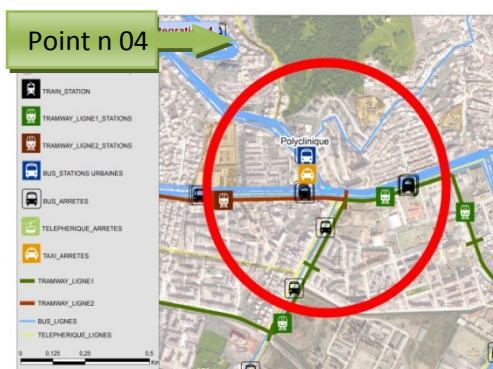 Point n 04
TRAIN_STATION
TRAMWAY_LIGNE1_STATIONS
TRAMWAY_LIGNE2_STATIONS
BUS_STATIONS URBAINES
BUS_ARRETES
TELEPHERIQUE_ARRETES
TAXI_ARRETES
TRAMWAY_LIGNE1
TRAMWAY_LIGNE2
BUS_LIGNES
TELEPHERIQUE_LIGNES
0 0,125 0,25 0,5
Polyclinique